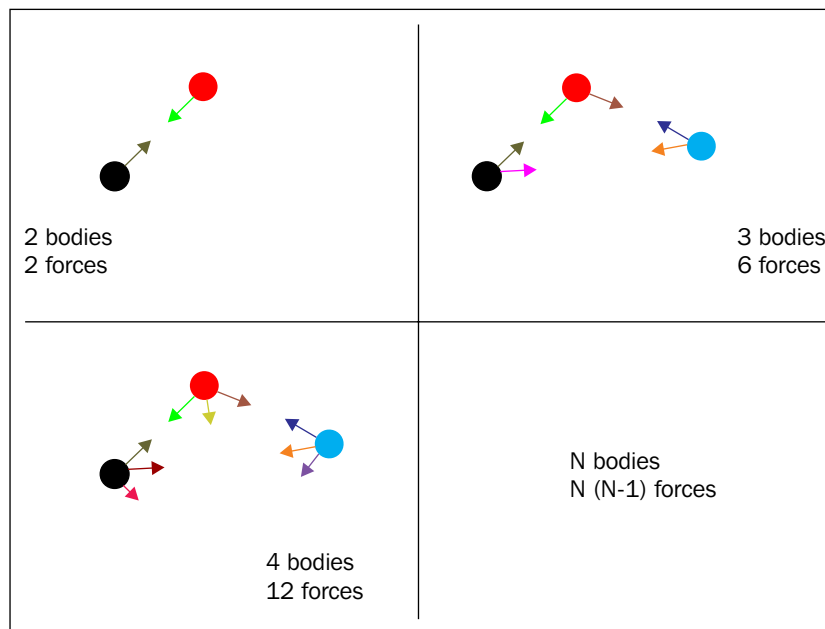 2 bodies
2 forces
3 bodies
6 forces
4 bodies
12 forces
N bodies
N (N-1) forces